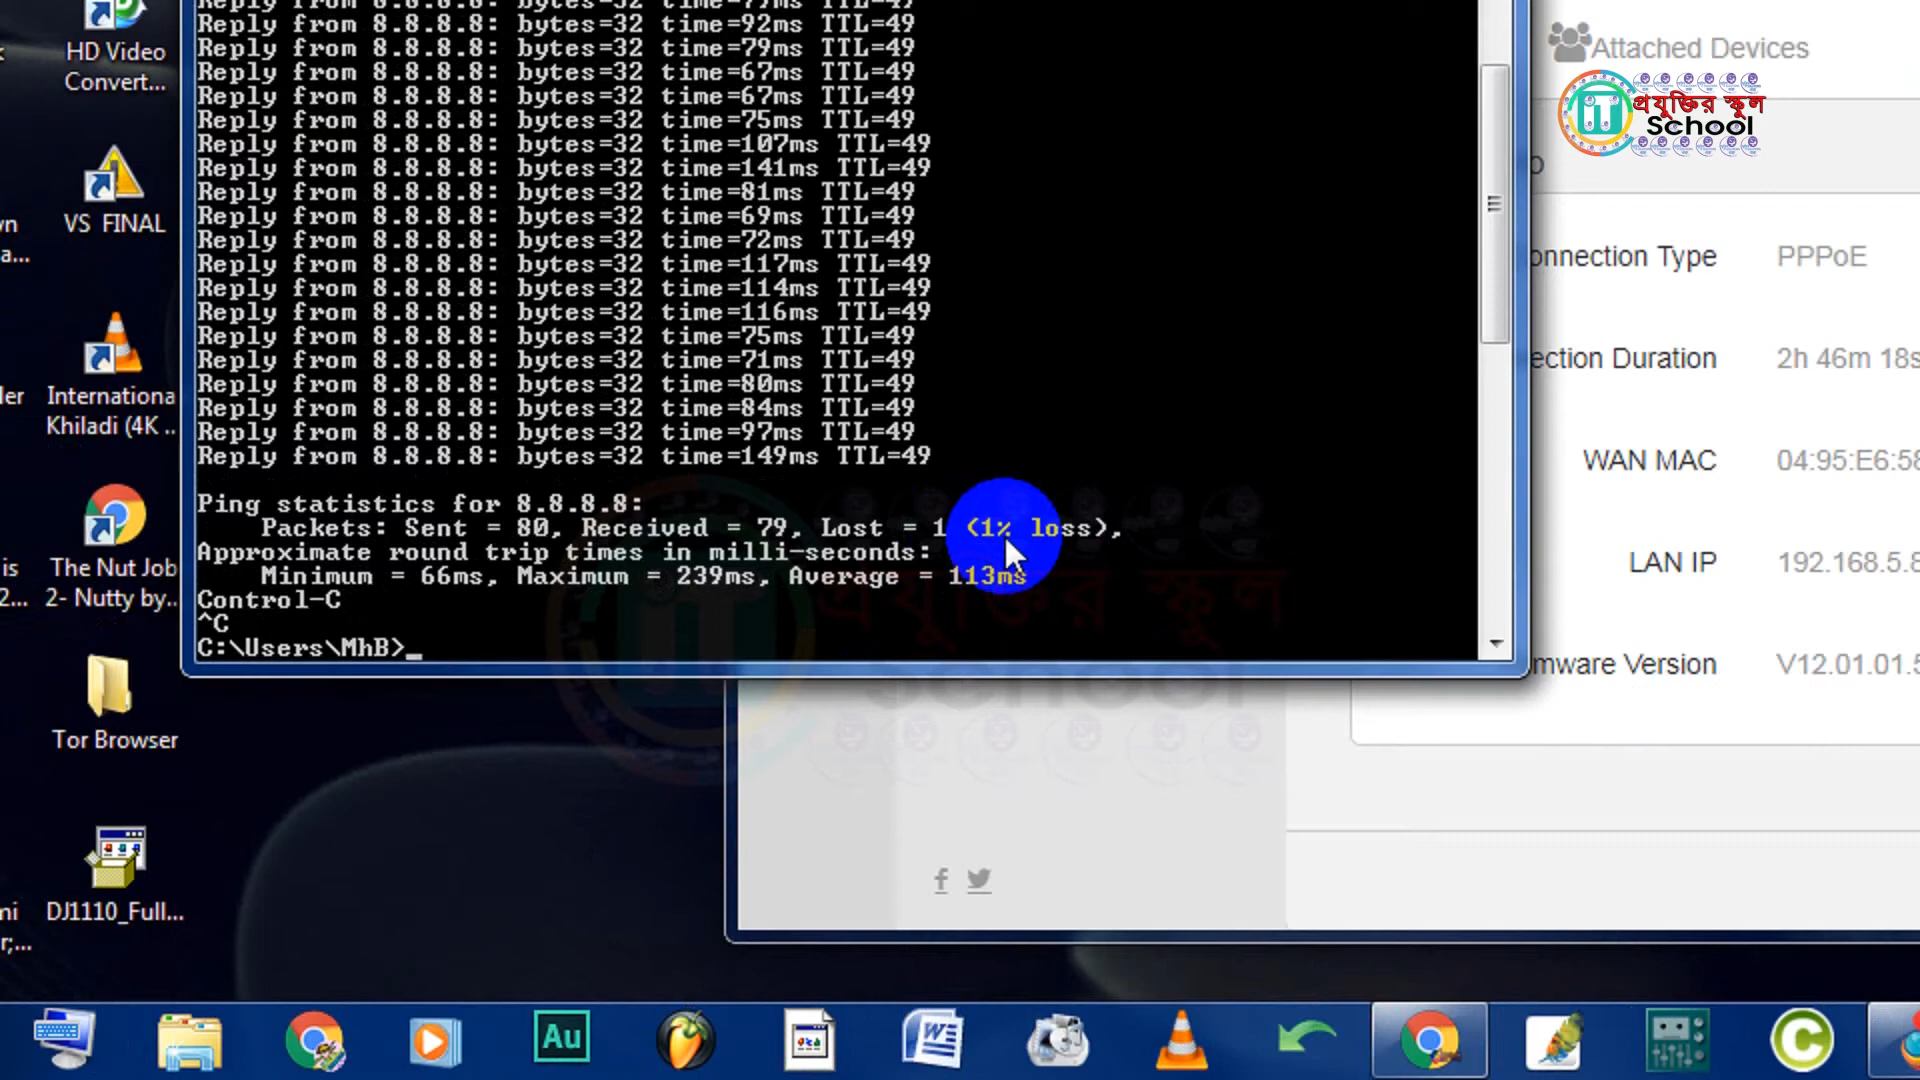 HD Video
Convert...
VS FINAL
Internationa
Khiladi (4K ..
The Nut Job
2- Nutty by..
Tor Browser
DJ1110_Full...
Reply from 8.8.8.8: bytes=32 time=92ms TTL=49
Reply from 8.8.8.8: bytes=32 time=79ms TTL=49
Reply from 8.8.8.8: bytes=32 time=67ms TTL=49
Reply from 8.8.8.8: bytes=32 time=67ms TTL=49
Reply from 8.8.8.8: bytes=32 time=75ms TTL=49
Reply from 8.8.8.8: bytes=32 time=107ms TTL=49
Reply from 8.8.8.8: bytes=32 time=141ms TTL=49
Reply from 8.8.8.8: bytes=32 time=81ms TTL=49
Reply from 8.8.8.8: bytes=32 time=69ms TTL=49
Reply from 8.8.8.8: bytes=32 time=72ms TTL=49
Reply from 8.8.8.8: bytes=32 time=117ms TTL=49
Reply from 8.8.8.8: bytes=32 time=114ms TTL=49
Reply from 8.8.8.8: bytes=32 time=116ms TTL=49
Reply from 8.8.8.8: bytes=32 time=75ms TTL=49
Reply from 8.8.8.8: bytes=32 time=71ms TTL=49
Reply from 8.8.8.8: bytes=32 time=80ms TTL=49
Reply from 8.8.8.8: bytes=32 time=84ms TTL=49
Reply from 8.8.8.8: bytes=32 time=97ms TTL=49
Reply from 8.8.8.8: bytes=32 time=149ms TTL=49
Ping statistics for 8.8.8.8:
Packets: Sent = 80, Received = 79, Lost = 1 (1% loss),
Approximate round trip times in milli-seconds:
Minimum = 66ms, Maximum = 239ms, Average = 113ms
Control-C
^C
C:\Users\MhB>_
Attached Devices
IT প্রযুক্তির স্কুল
School
onnection Type PPPoE
ection Duration 2h 46m 18s
WAN MAC 04:95:E6:58
LAN IP 192.168.5.8
mware Version V12.01.01.5
IT প্রযুক্তির স্কুল
School
Au